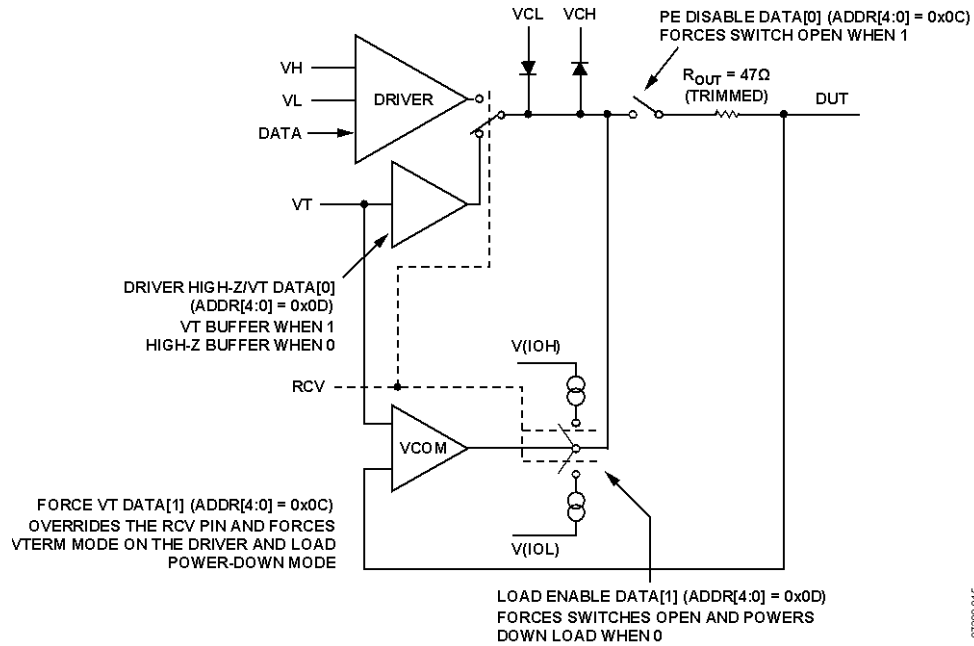 VCL
VCH
PE DISABLE DATA[0] (ADDR[4:0] = 0x0C)
FORCES SWITCH OPEN WHEN 1
VH
VL
DATA
DRIVER
ROUT = 47Ω
(TRIMMED)
DUT
VT
DRIVER HIGH-Z/VT DATA[0]
(ADDR[4:0] = 0x0D)
VT BUFFER WHEN 1
HIGH-Z BUFFER WHEN 0
V(IOH)
RCV
VCOM
FORCE VT DATA[1] (ADDR[4:0] = 0x0C)
OVERRIDES THE RCV PIN AND FORCES
VTERM MODE ON THE DRIVER AND LOAD
POWER-DOWN MODE
V(IOL)
LOAD ENABLE DATA[1] (ADDR[4:0] = 0x0D)
FORCES SWITCHES OPEN AND POWERS
DOWN LOAD WHEN 0